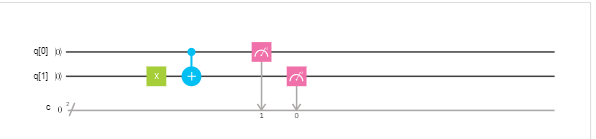 q[0] |0⟩
X +
q[1] |0⟩
c 0 2
1 0